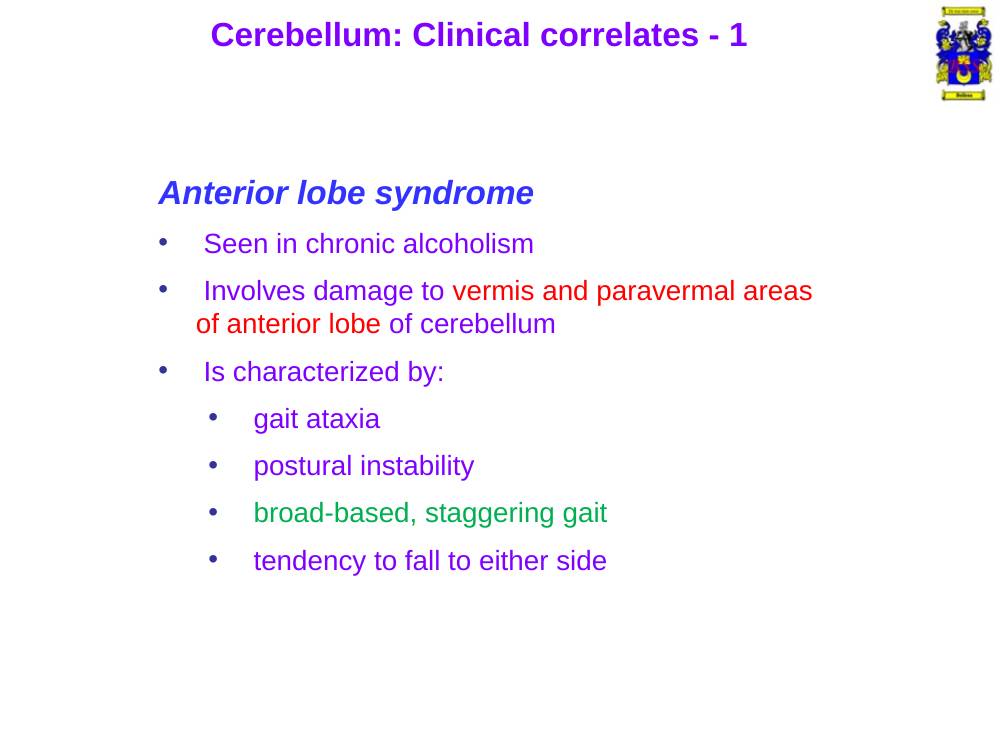 Cerebellum: Clinical correlates - 1
Anterior lobe syndrome
• Seen in chronic alcoholism
• Involves damage to vermis and paravermal areas
of anterior lobe of cerebellum
• Is characterized by:
• gait ataxia
• postural instability
• broad-based, staggering gait
• tendency to fall to either side